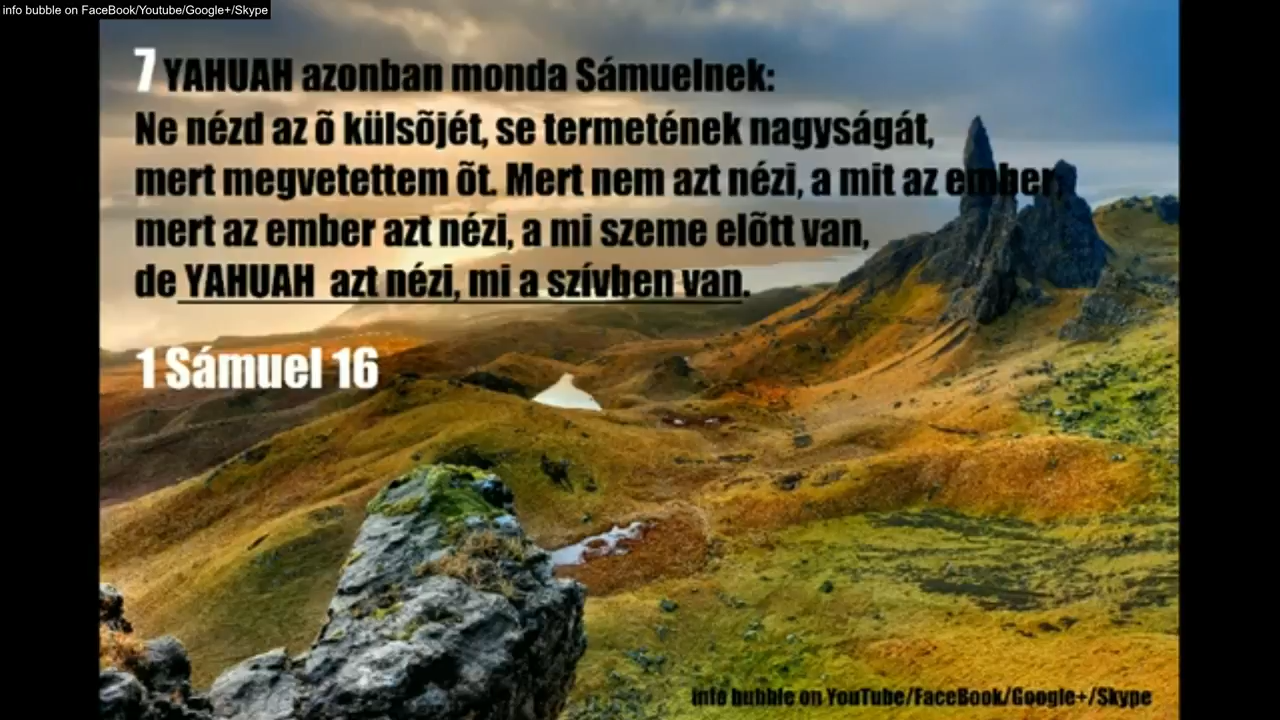 info bubble on FaceBook/Youtube/Google+/Skype
7 YAHUAH azonban monda Sámuelnek:
Ne nézd az õ külsõjét, se termetének nagyságát,
mert megvetettem õt. Mert nem azt nézi, a mit az ember;
mert az ember azt nézi, a mi szeme elõtt van,
de YAHUAH azt nézi, mi a szívben van.
1 Sámuel 16
info bubble on YouTube/FaceBook/Google+/Skype